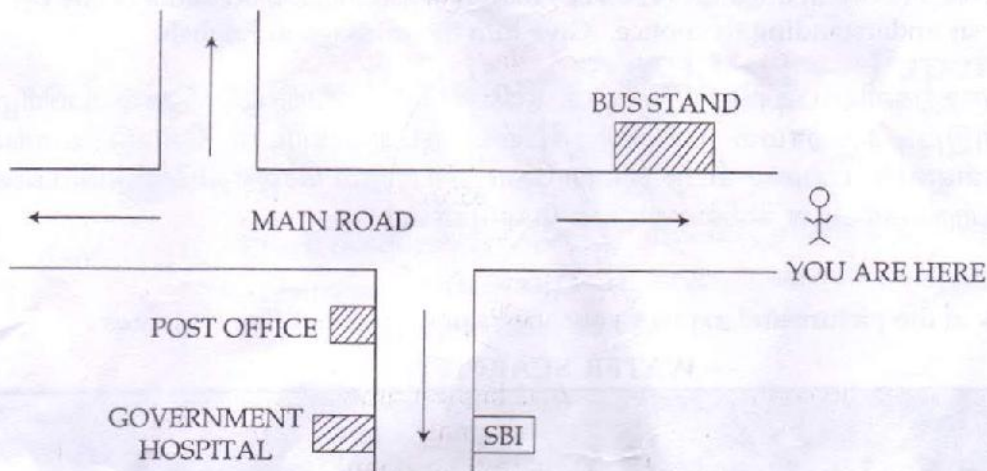 BUS STAND
MAIN ROAD
YOU ARE HERE
POST OFFICE
GOVERNMENT
HOSPITAL
SBI